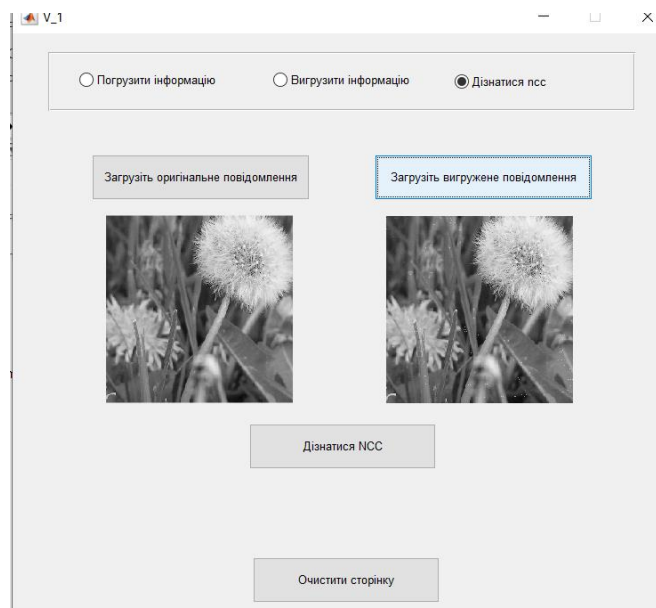 V_1
Погрузити інформацію
Вигрузити інформацію
Дізнатися ncc
Загрузіть оригінальне повідомлення
Загрузіть вигружене повідомлення
Дізнатися NCC
Очистити сторінку